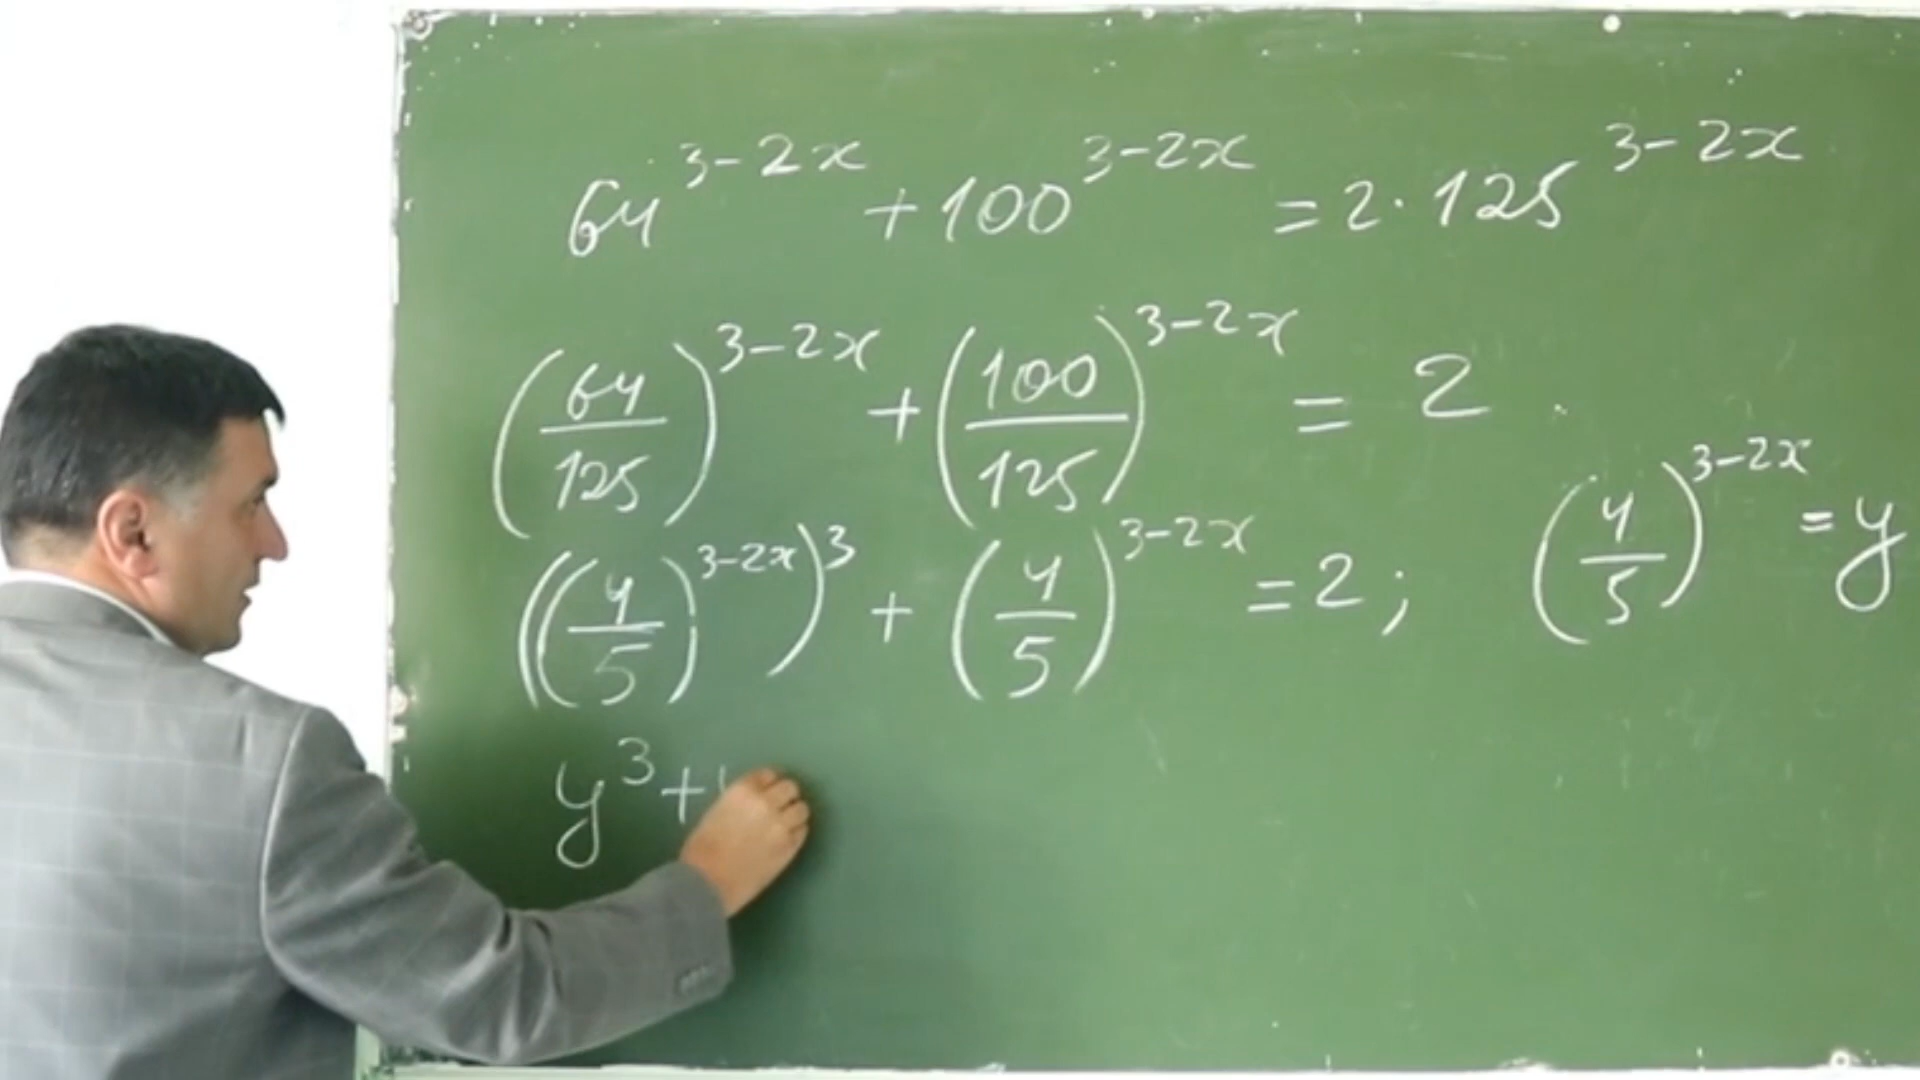 64^{3-2x} + 100^{3-2x} = 2 · 125^{3-2x}
(64/125)^{3-2x} + (100/125)^{3-2x} = 2
((4/5)^{3-2x})^3 + (4/5)^{3-2x} = 2; (4/5)^{3-2x} = y
y^3 +